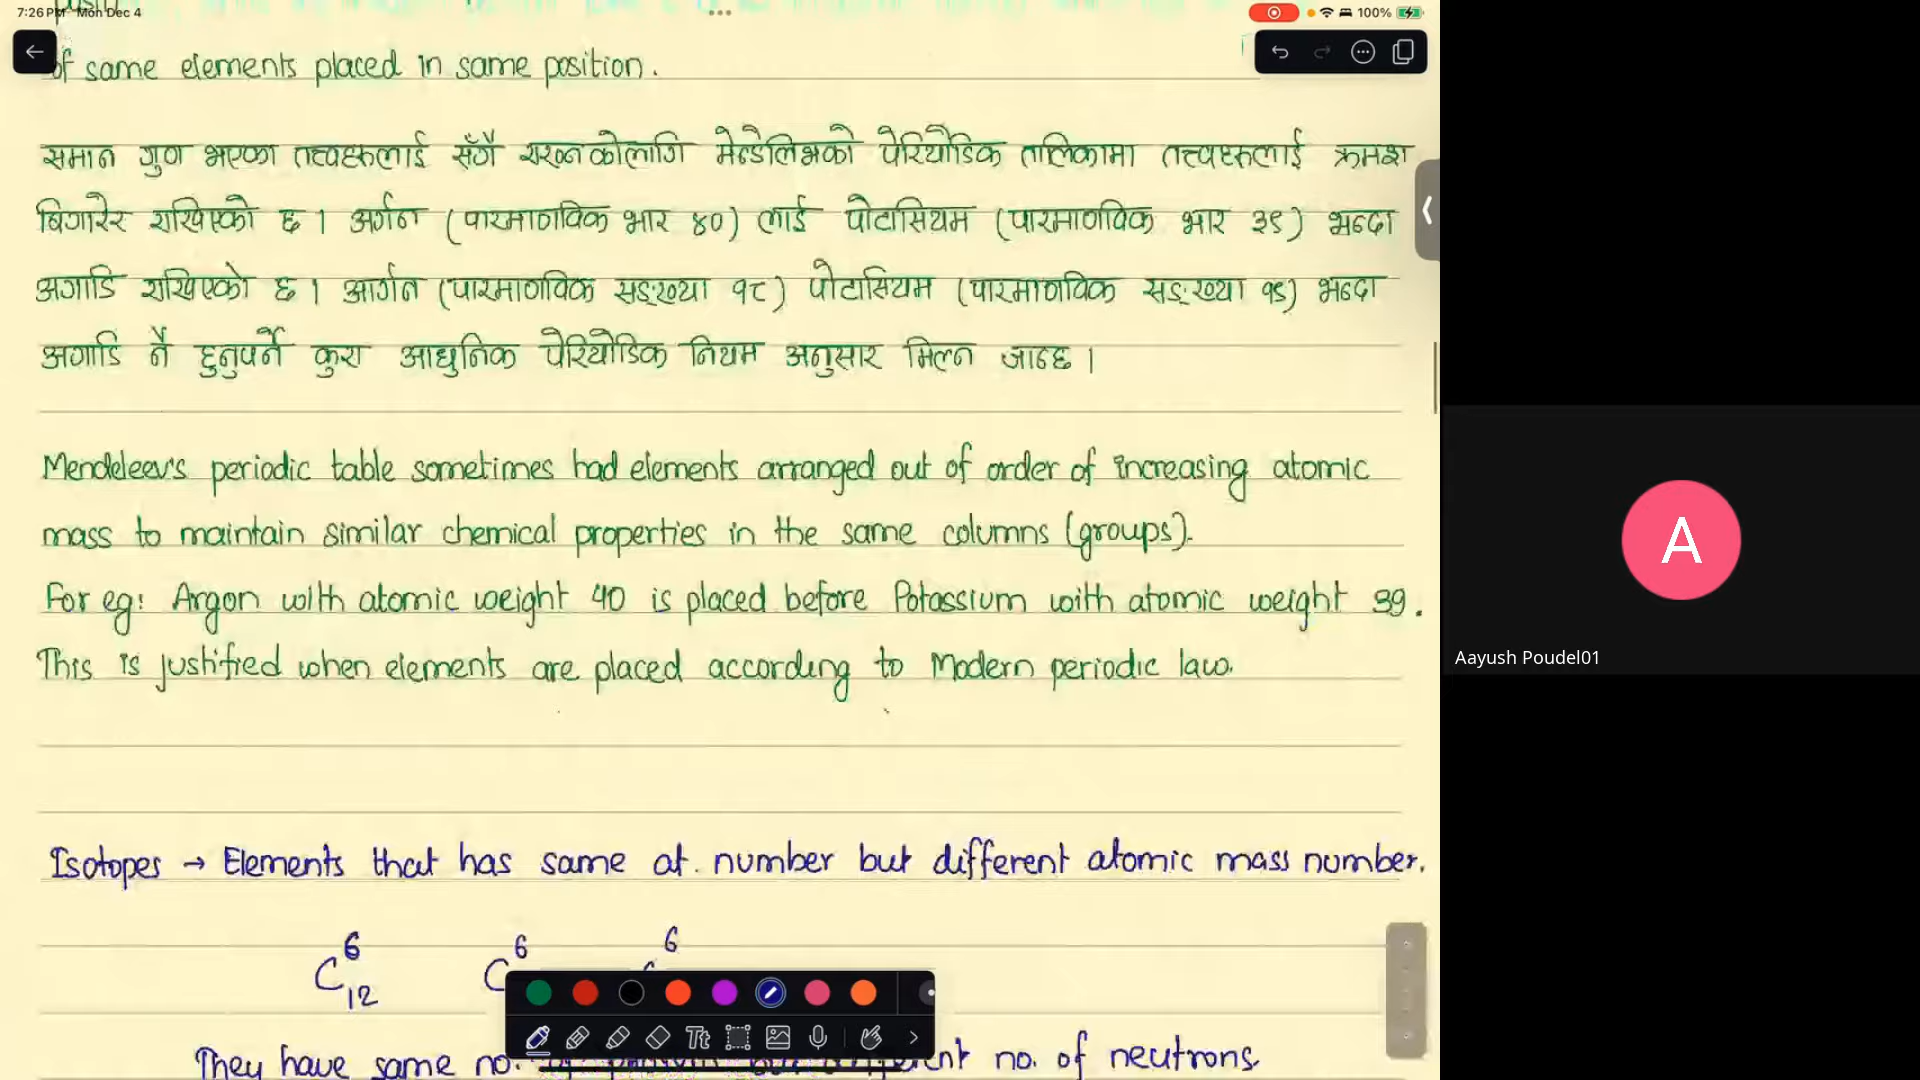 7:26 PM Mon Dec 4
100%
of same elements placed in same position.
समान गुण भएका तत्त्वहरूलाई सँगै राख्नकोलागि मेन्डेलिभको पेरियोडिक तालिकामा तत्त्वहरूलाई क्रमश
बिगारेर राखिएको छ । अर्गन (पारमाणविक भार ४०) लाई पोटासियम (पारमाणविक भार ३९) भन्दा
अगाडि राखिएको छ । आर्गन (पारमाणविक सङ्ख्या १८) पोटासियम (पारमाणविक सङ्ख्या १९) भन्दा
अगाडि नै हुनुपर्ने कुरा आधुनिक पेरियोडिक नियम अनुसार मिल्न जान्छ ।
Mendeleev's periodic table sometimes had elements arranged out of order of increasing atomic
mass to maintain similar chemical properties in the same columns (groups).
For eg: Argon with atomic weight 40 is placed before Potassium with atomic weight 39.
This is justified when elements are placed according to Modern periodic law.
Isotopes → Elements that has same at. number but different atomic mass number.
6 6 6
C C
12
Tt
They have same no. no. of neutrons.
A
Aayush Poudel01